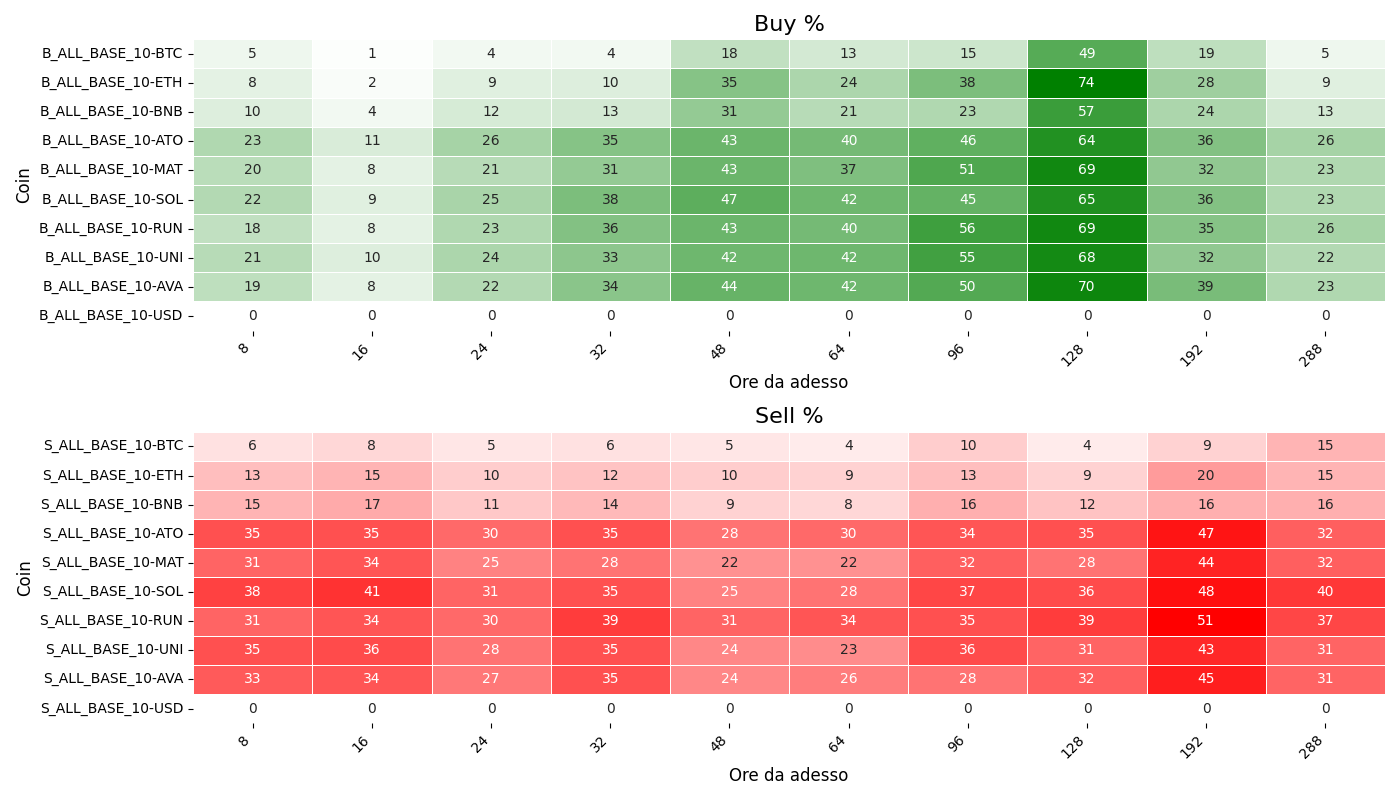 Buy %
Coin
B_ALL_BASE_10-BTC 5 1 4 4 18 13 15 49 19 5
B_ALL_BASE_10-ETH 8 2 9 10 35 24 38 74 28 9
B_ALL_BASE_10-BNB 10 4 12 13 31 21 23 57 24 13
B_ALL_BASE_10-ATO 23 11 26 35 43 40 46 64 36 26
B_ALL_BASE_10-MAT 20 8 21 31 43 37 51 69 32 23
B_ALL_BASE_10-SOL 22 9 25 38 47 42 45 65 36 23
B_ALL_BASE_10-RUN 18 8 23 36 43 40 56 69 35 26
B_ALL_BASE_10-UNI 21 10 24 33 42 42 55 68 32 22
B_ALL_BASE_10-AVA 19 8 22 34 44 42 50 70 39 23
B_ALL_BASE_10-USD 0 0 0 0 0 0 0 0 0 0
8 16 24 32 48 64 96 128 192 288
Ore da adesso
Sell %
Coin
S_ALL_BASE_10-BTC 6 8 5 6 5 4 10 4 9 15
S_ALL_BASE_10-ETH 13 15 10 12 10 9 13 9 20 15
S_ALL_BASE_10-BNB 15 17 11 14 9 8 16 12 16 16
S_ALL_BASE_10-ATO 35 35 30 35 28 30 34 35 47 32
S_ALL_BASE_10-MAT 31 34 25 28 22 22 32 28 44 32
S_ALL_BASE_10-SOL 38 41 31 35 25 28 37 36 48 40
S_ALL_BASE_10-RUN 31 34 30 39 31 34 35 39 51 37
S_ALL_BASE_10-UNI 35 36 28 35 24 23 36 31 43 31
S_ALL_BASE_10-AVA 33 34 27 35 24 26 28 32 45 31
S_ALL_BASE_10-USD 0 0 0 0 0 0 0 0 0 0
8 16 24 32 48 64 96 128 192 288
Ore da adesso